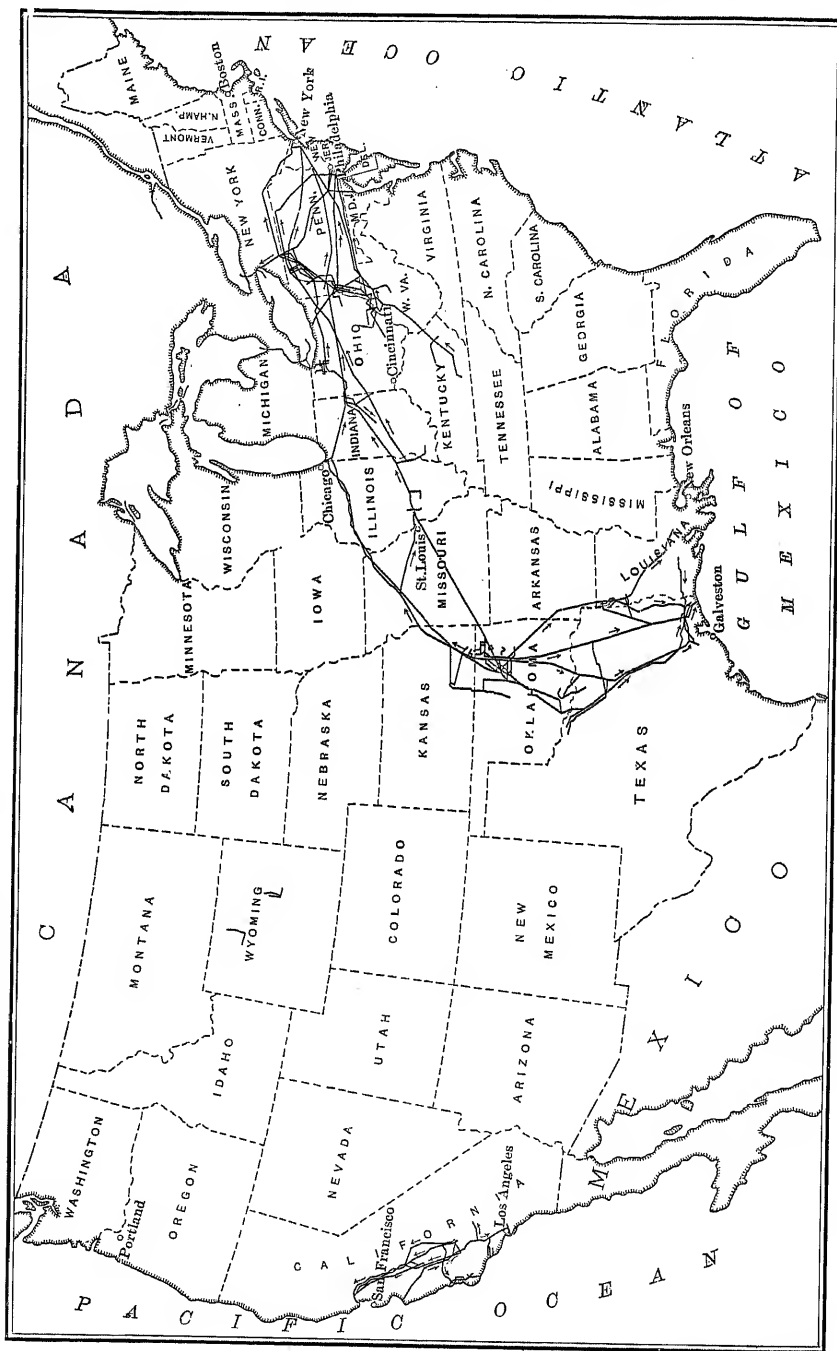 CANADA
PACIFIC OCEAN
ATLANTIC OCEAN
GULF OF
MEXICO
MEXICO
WASHINGTON
Portland
OREGON
IDAHO
MONTANA
WYOMING
NORTH
DAKOTA
SOUTH
DAKOTA
NEBRASKA
MINNESOTA
IOWA
WISCONSIN
MICHIGAN
Chicago
ILLINOIS
INDIANA
OHIO
Cincinnati
NEW YORK
VERMONT
N.HAMP.
MAINE
MASS.
Boston
CONN.
R.I.
New York
NEW
JER.
Philadelphia
PENN.
MD.
DEL.
W. VA.
VIRGINIA
KENTUCKY
N. CAROLINA
TENNESSEE
S. CAROLINA
GEORGIA
ALABAMA
MISSISSIPPI
FLORIDA
New Orleans
LOUISIANA
ARKANSAS
St. Louis
MISSOURI
KANSAS
OKLAHOMA
TEXAS
Galveston
COLORADO
NEW
MEXICO
UTAH
ARIZONA
NEVADA
CALIFORNIA
San Francisco
Los Angeles